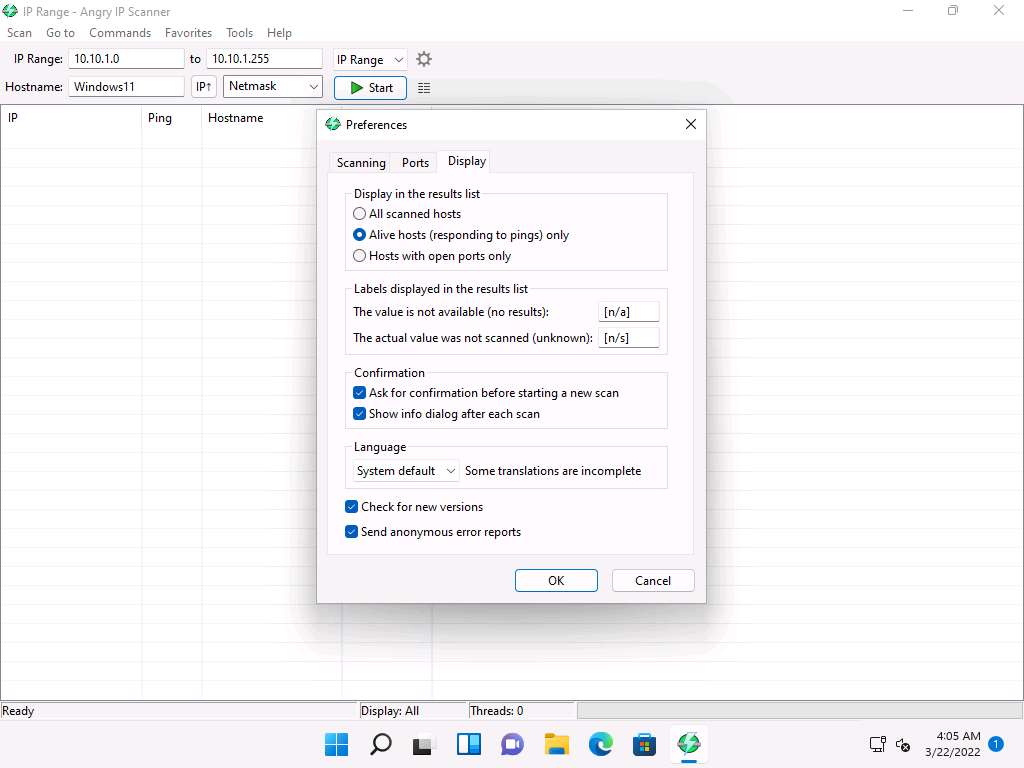 IP Range - Angry IP Scanner
Scan Go to Commands Favorites Tools Help
IP Range: 10.10.1.0 to 10.10.1.255 IP Range
Hostname: Windows11 IP↑ Netmask Start
IP Ping Hostname
Preferences
Scanning Ports Display
Display in the results list
All scanned hosts
Alive hosts (responding to pings) only
Hosts with open ports only
Labels displayed in the results list
The value is not available (no results): [n/a]
The actual value was not scanned (unknown): [n/s]
Confirmation
Ask for confirmation before starting a new scan
Show info dialog after each scan
Language
System default Some translations are incomplete
Check for new versions
Send anonymous error reports
OK Cancel
Ready Display: All Threads: 0
4:05 AM
3/22/2022 1